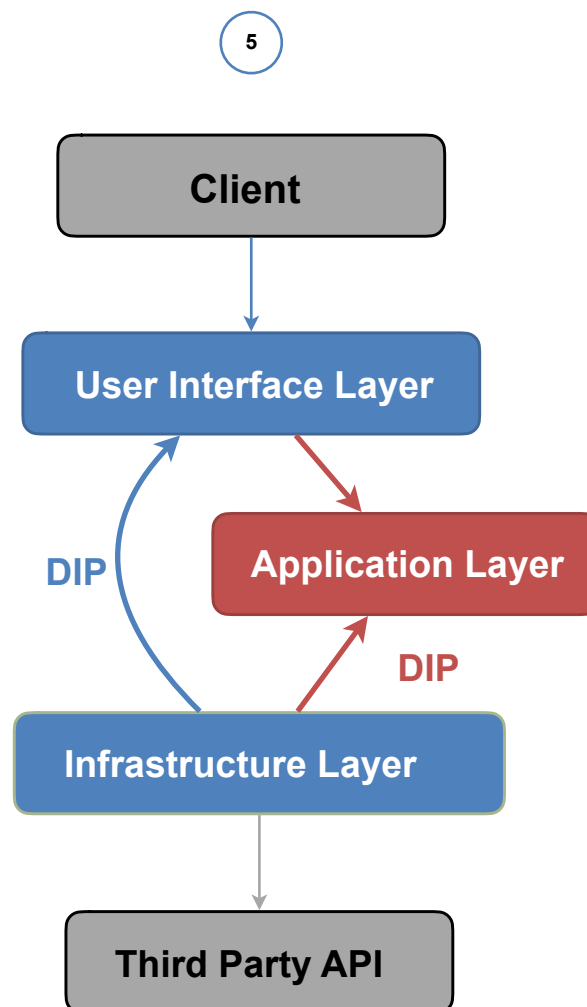 5
Client
User Interface Layer
DIP
Application Layer
DIP
Infrastructure Layer
Third Party API